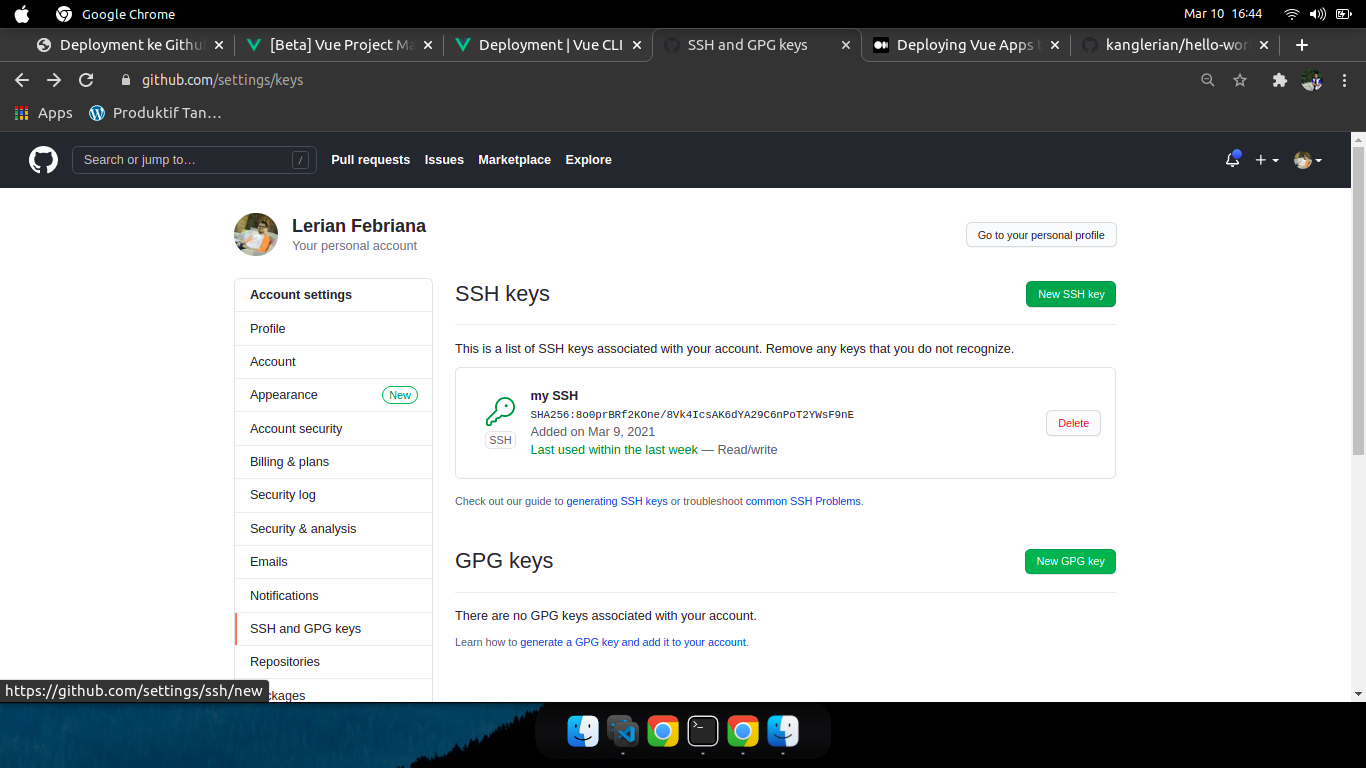 Google Chrome
Mar 10 16:44
Deployment ke Githu
[Beta] Vue Project Ma
Deployment | Vue CLI
SSH and GPG keys
Deploying Vue Apps t
kanglerian/hello-wor
github.com/settings/keys
Apps
Produktif Tan…
Search or jump to…
/
Pull requests
Issues
Marketplace
Explore
Lerian Febriana
Your personal account
Go to your personal profile
Account settings
Profile
Account
Appearance
New
Account security
Billing & plans
Security log
Security & analysis
Emails
Notifications
SSH and GPG keys
Repositories
ckages
SSH keys
New SSH key
This is a list of SSH keys associated with your account. Remove any keys that you do not recognize.
my SSH
SHA256:8o0prBRf2KOne/8Vk4IcsAK6dYA29C6nPoT2YWsF9nE
Added on Mar 9, 2021
Last used within the last week — Read/write
SSH
Delete
Check out our guide to generating SSH keys or troubleshoot common SSH Problems.
GPG keys
New GPG key
There are no GPG keys associated with your account.
Learn how to generate a GPG key and add it to your account.
https://github.com/settings/ssh/new